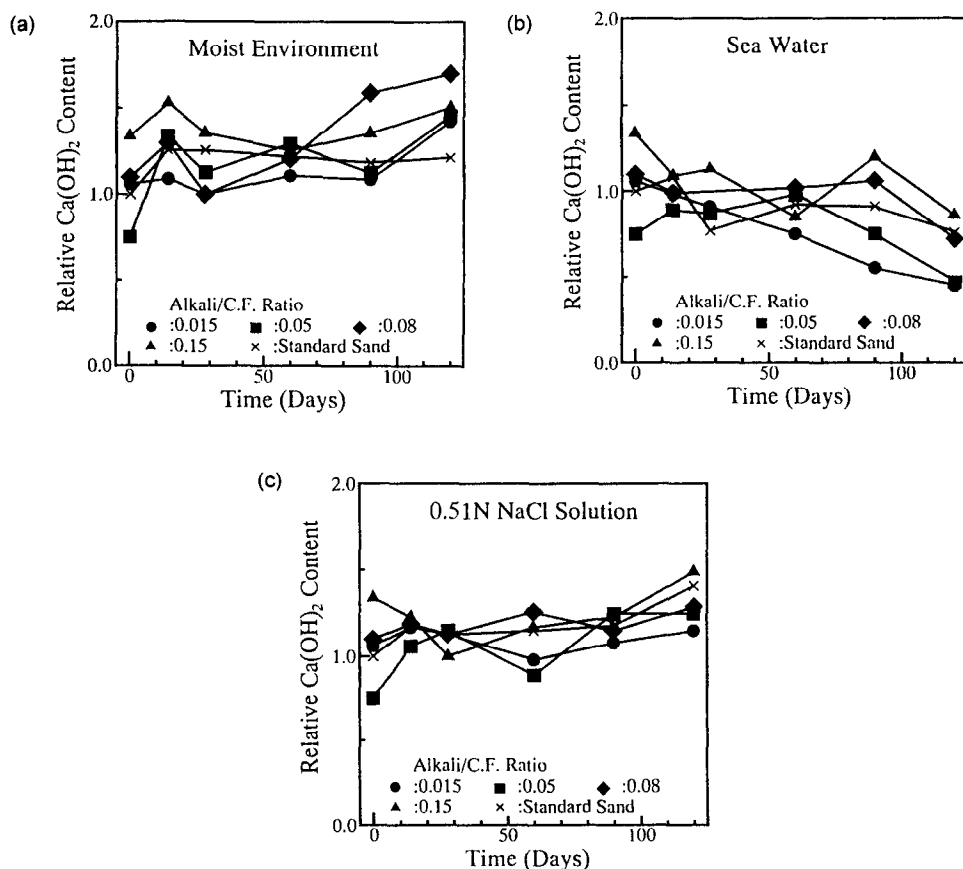 (a)
2.0
Moist Environment
Relative Ca(OH)₂ Content
1.0
Alkali/C.F. Ratio
:0.015 :0.05 :0.08
:0.15 :Standard Sand
0.0
0 50 100
Time (Days)
(b)
2.0
Sea Water
Relative Ca(OH)₂ Content
1.0
Alkali/C.F. Ratio
:0.015 :0.05 :0.08
:0.15 :Standard Sand
0.0
0 50 100
Time (Days)
(c)
2.0
0.51N NaCl Solution
Relative Ca(OH)₂ Content
1.0
Alkali/C.F. Ratio
:0.015 :0.05 :0.08
:0.15 :Standard Sand
0.0
0 50 100
Time (Days)